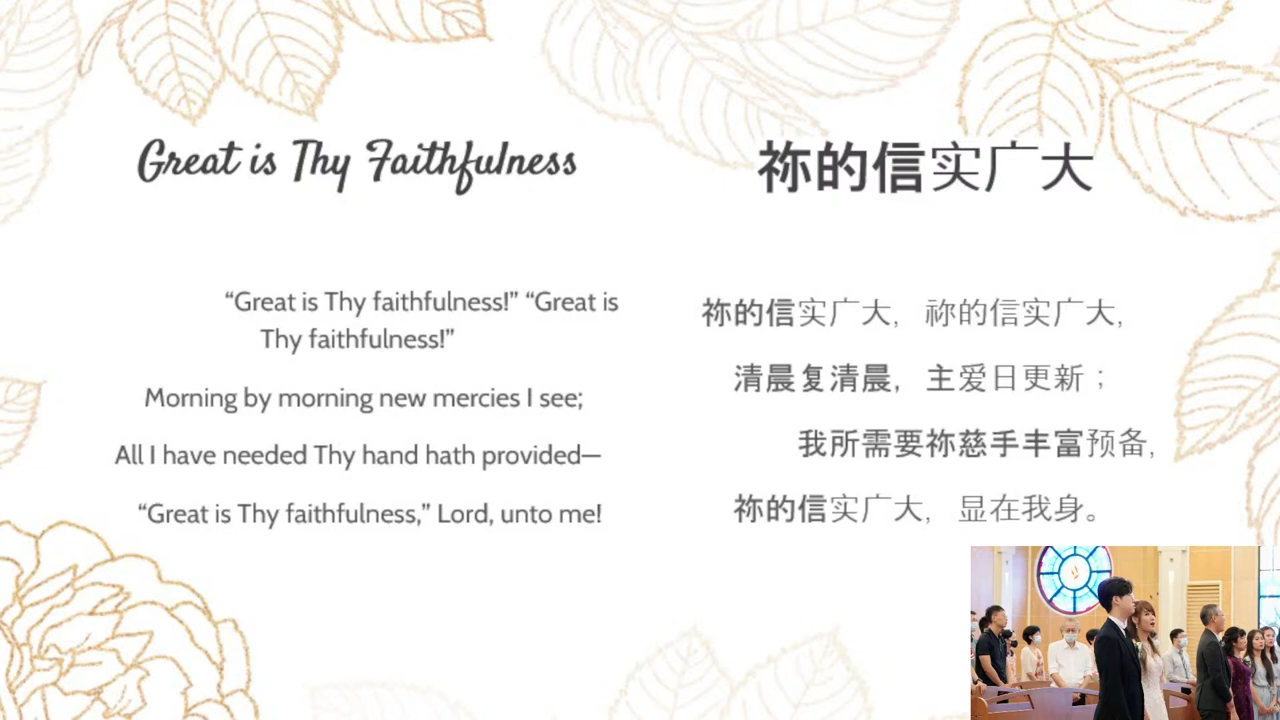 Great is Thy Faithfulness
“Great is Thy faithfulness!” “Great is
Thy faithfulness!”
Morning by morning new mercies I see;
All I have needed Thy hand hath provided—
“Great is Thy faithfulness,” Lord, unto me!
祢的信实广大
祢的信实广大，祢的信实广大，
清晨复清晨，主爱日更新；
我所需要祢慈手丰富预备，
祢的信实广大，显在我身。